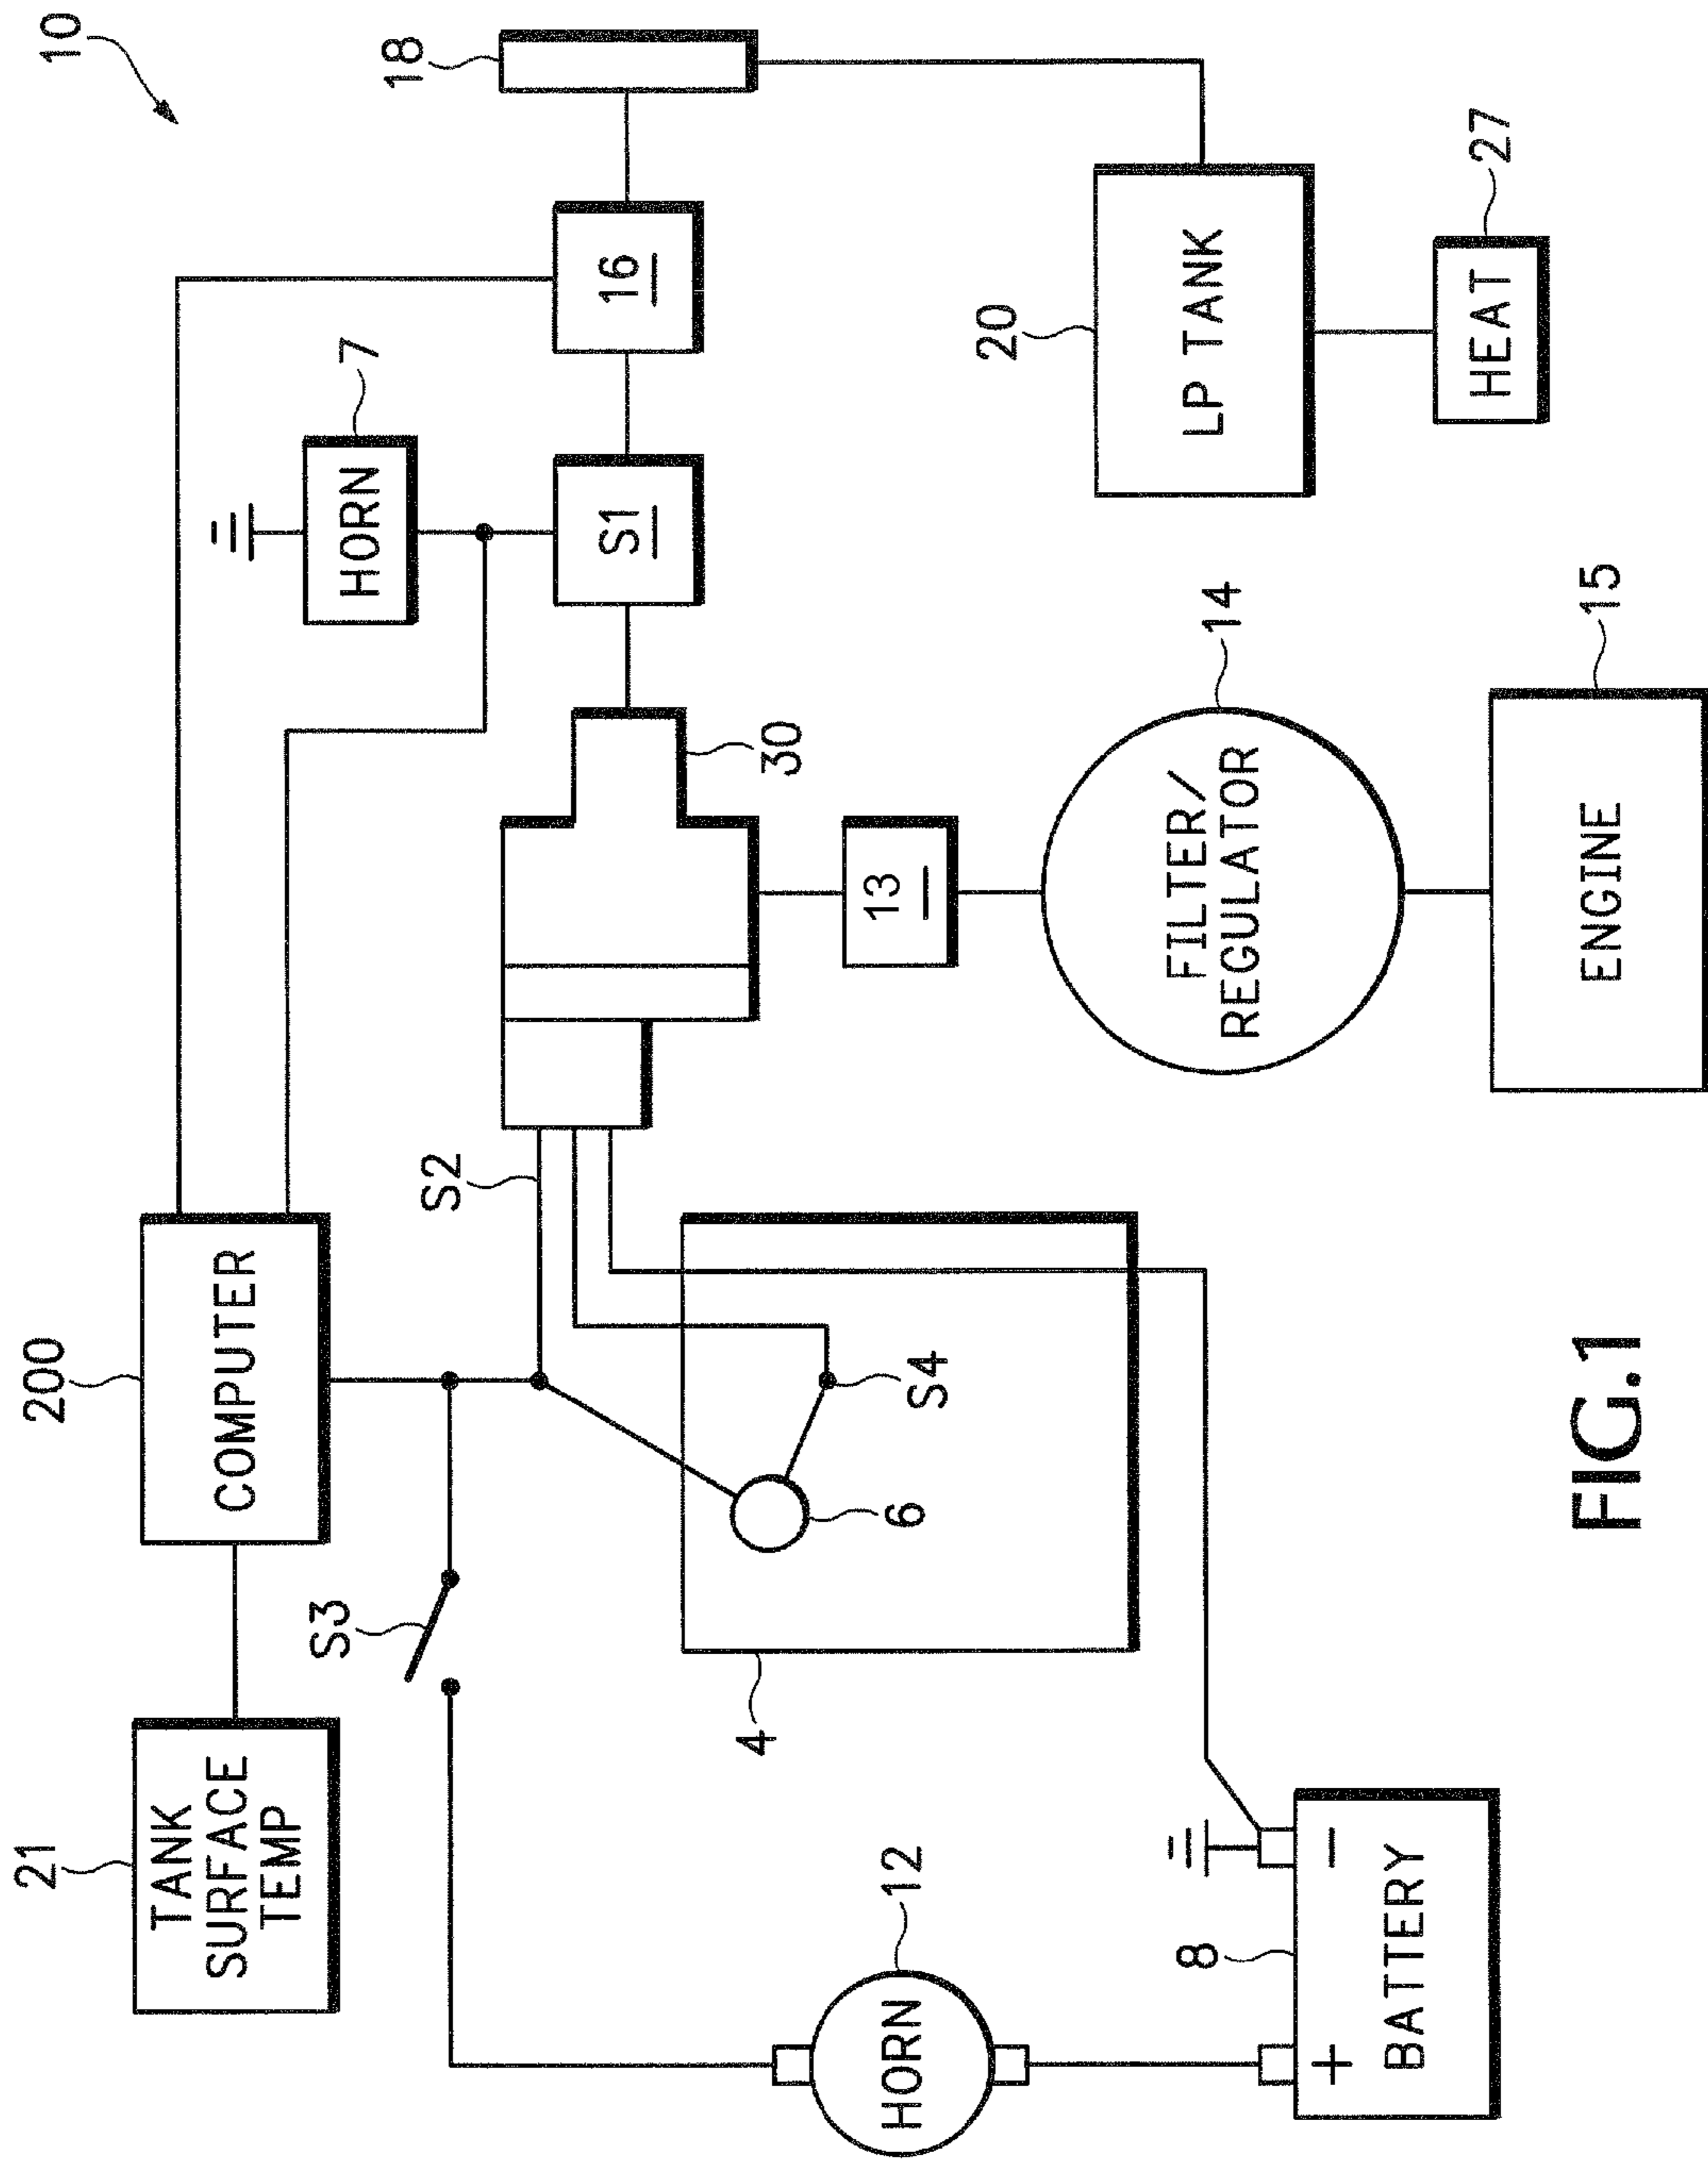 10
21
TANK
SURFACE
TEMP
200
COMPUTER
HORN
7
18
S3
S2
S1
16
30
4
6
S4
13
20
LP TANK
HEAT
27
12
HORN
8
+
−
BATTERY
14
FILTER/
REGULATOR
15
ENGINE
FIG.1